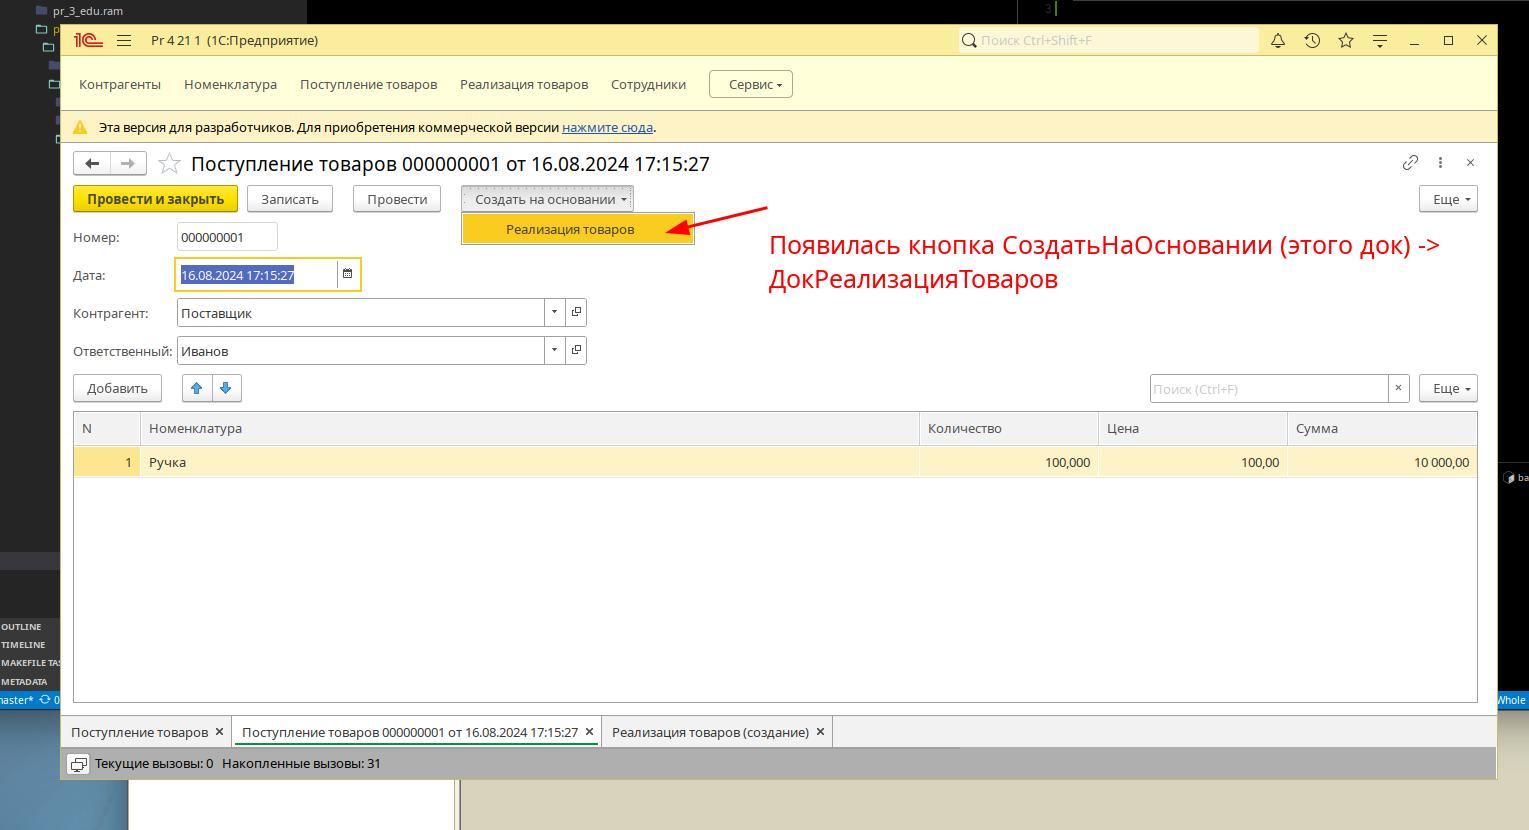 pr_3_edu.ram
3
1С
Pr 4 21 1 (1С:Предприятие)
Поиск Ctrl+Shift+F
Контрагенты
Номенклатура
Поступление товаров
Реализация товаров
Сотрудники
Сервис
Эта версия для разработчиков. Для приобретения коммерческой версии нажмите сюда.
Поступление товаров 000000001 от 16.08.2024 17:15:27
Провести и закрыть
Записать
Провести
Создать на основании
Еще
Реализация товаров
Номер:
000000001
Появилась кнопка СоздатьНаОсновании (этого док) ->
ДокРеализацияТоваров
Дата:
16.08.2024 17:15:27
Контрагент:
Поставщик
Ответственный:
Иванов
Добавить
Поиск (Ctrl+F)
Еще
N
Номенклатура
Количество
Цена
Сумма
1
Ручка
100,000
100,00
10 000,00
OUTLINE
TIMELINE
MAKEFILE TAS
METADATA
master*
0
Whole
ba
Поступление товаров
Поступление товаров 000000001 от 16.08.2024 17:15:27
Реализация товаров (создание)
Текущие вызовы: 0 Накопленные вызовы: 31